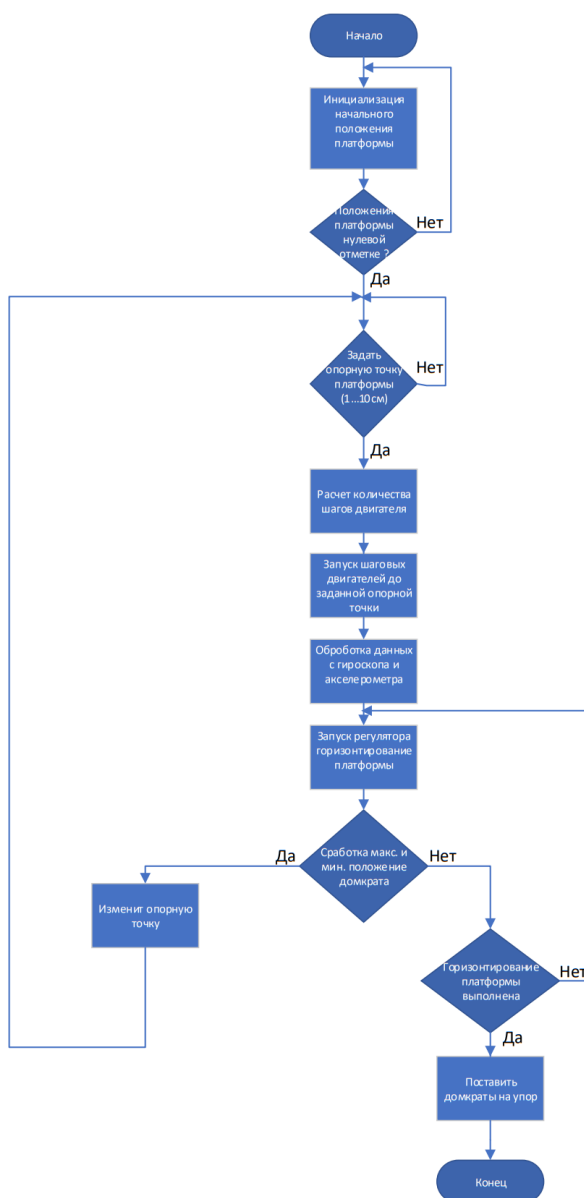 Начало
Инициализация
начального
положения
платформы
Положения
платформы
нулевой
отметке ?
Нет
Да
Задать
опорную точку
платформы
(1...10см)
Нет
Да
Расчет количества
шагов двигателя
Запуск шаговых
двигателей до
заданной опорной
точки
Обработка данных
с гироскопа и
акселерометра
Запуск регулятора
горизонтирование
платформы
Да
Сработка макс. и
мин. положение
домкрата
Нет
Изменит опорную
точку
Горизонтирование
платформы
выполнена
Нет
Да
Поставить
домкраты на упор
Конец